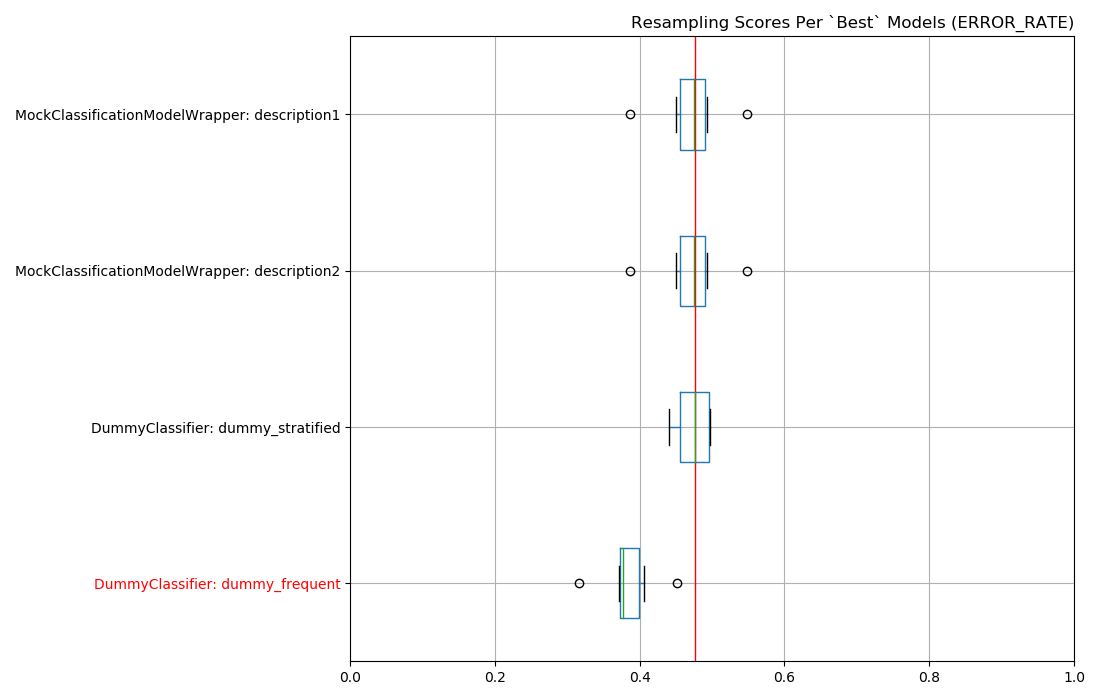 Resampling Scores Per `Best` Models (ERROR_RATE)
MockClassificationModelWrapper: description1
MockClassificationModelWrapper: description2
DummyClassifier: dummy_stratified
DummyClassifier: dummy_frequent
0.0 0.2 0.4 0.6 0.8 1.0